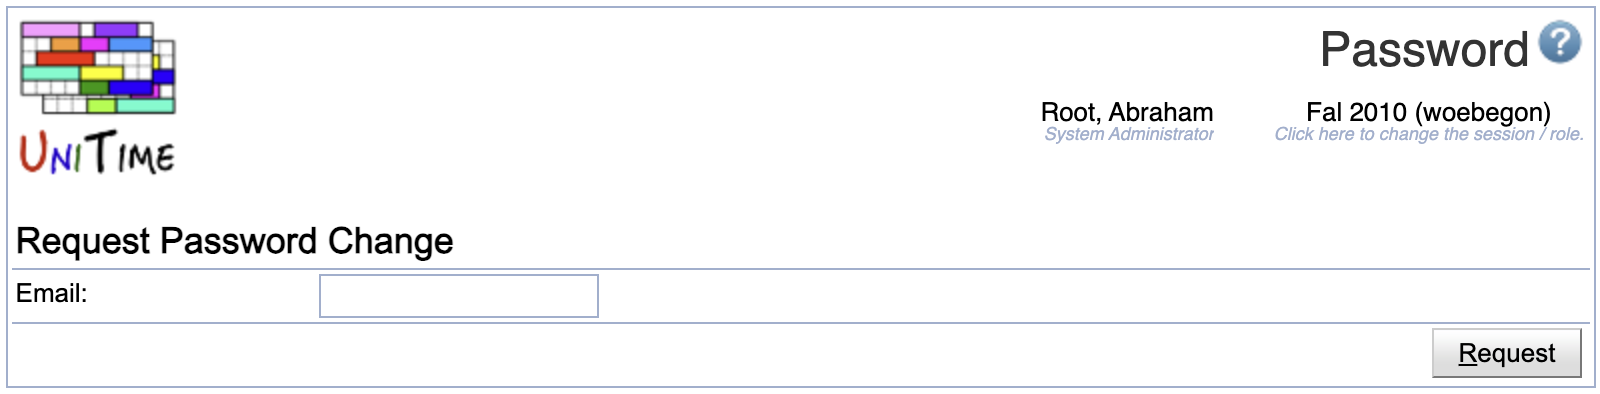 Password
?
Root, Abraham
System Administrator
Fal 2010 (woebegon)
Click here to change the session / role.
UNITIME
Request Password Change
Email:
Request